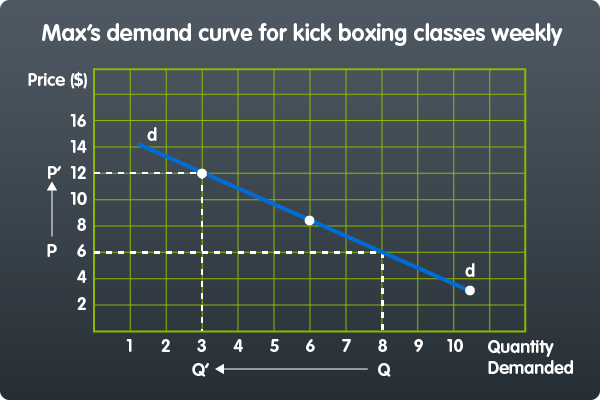 Max's demand curve for kick boxing classes weekly
Price ($)
d
16
14
P' 12
10
8
P 6
4
2
d
1 2 3 4 5 6 7 8 9 10 Quantity
Q' Q Demanded